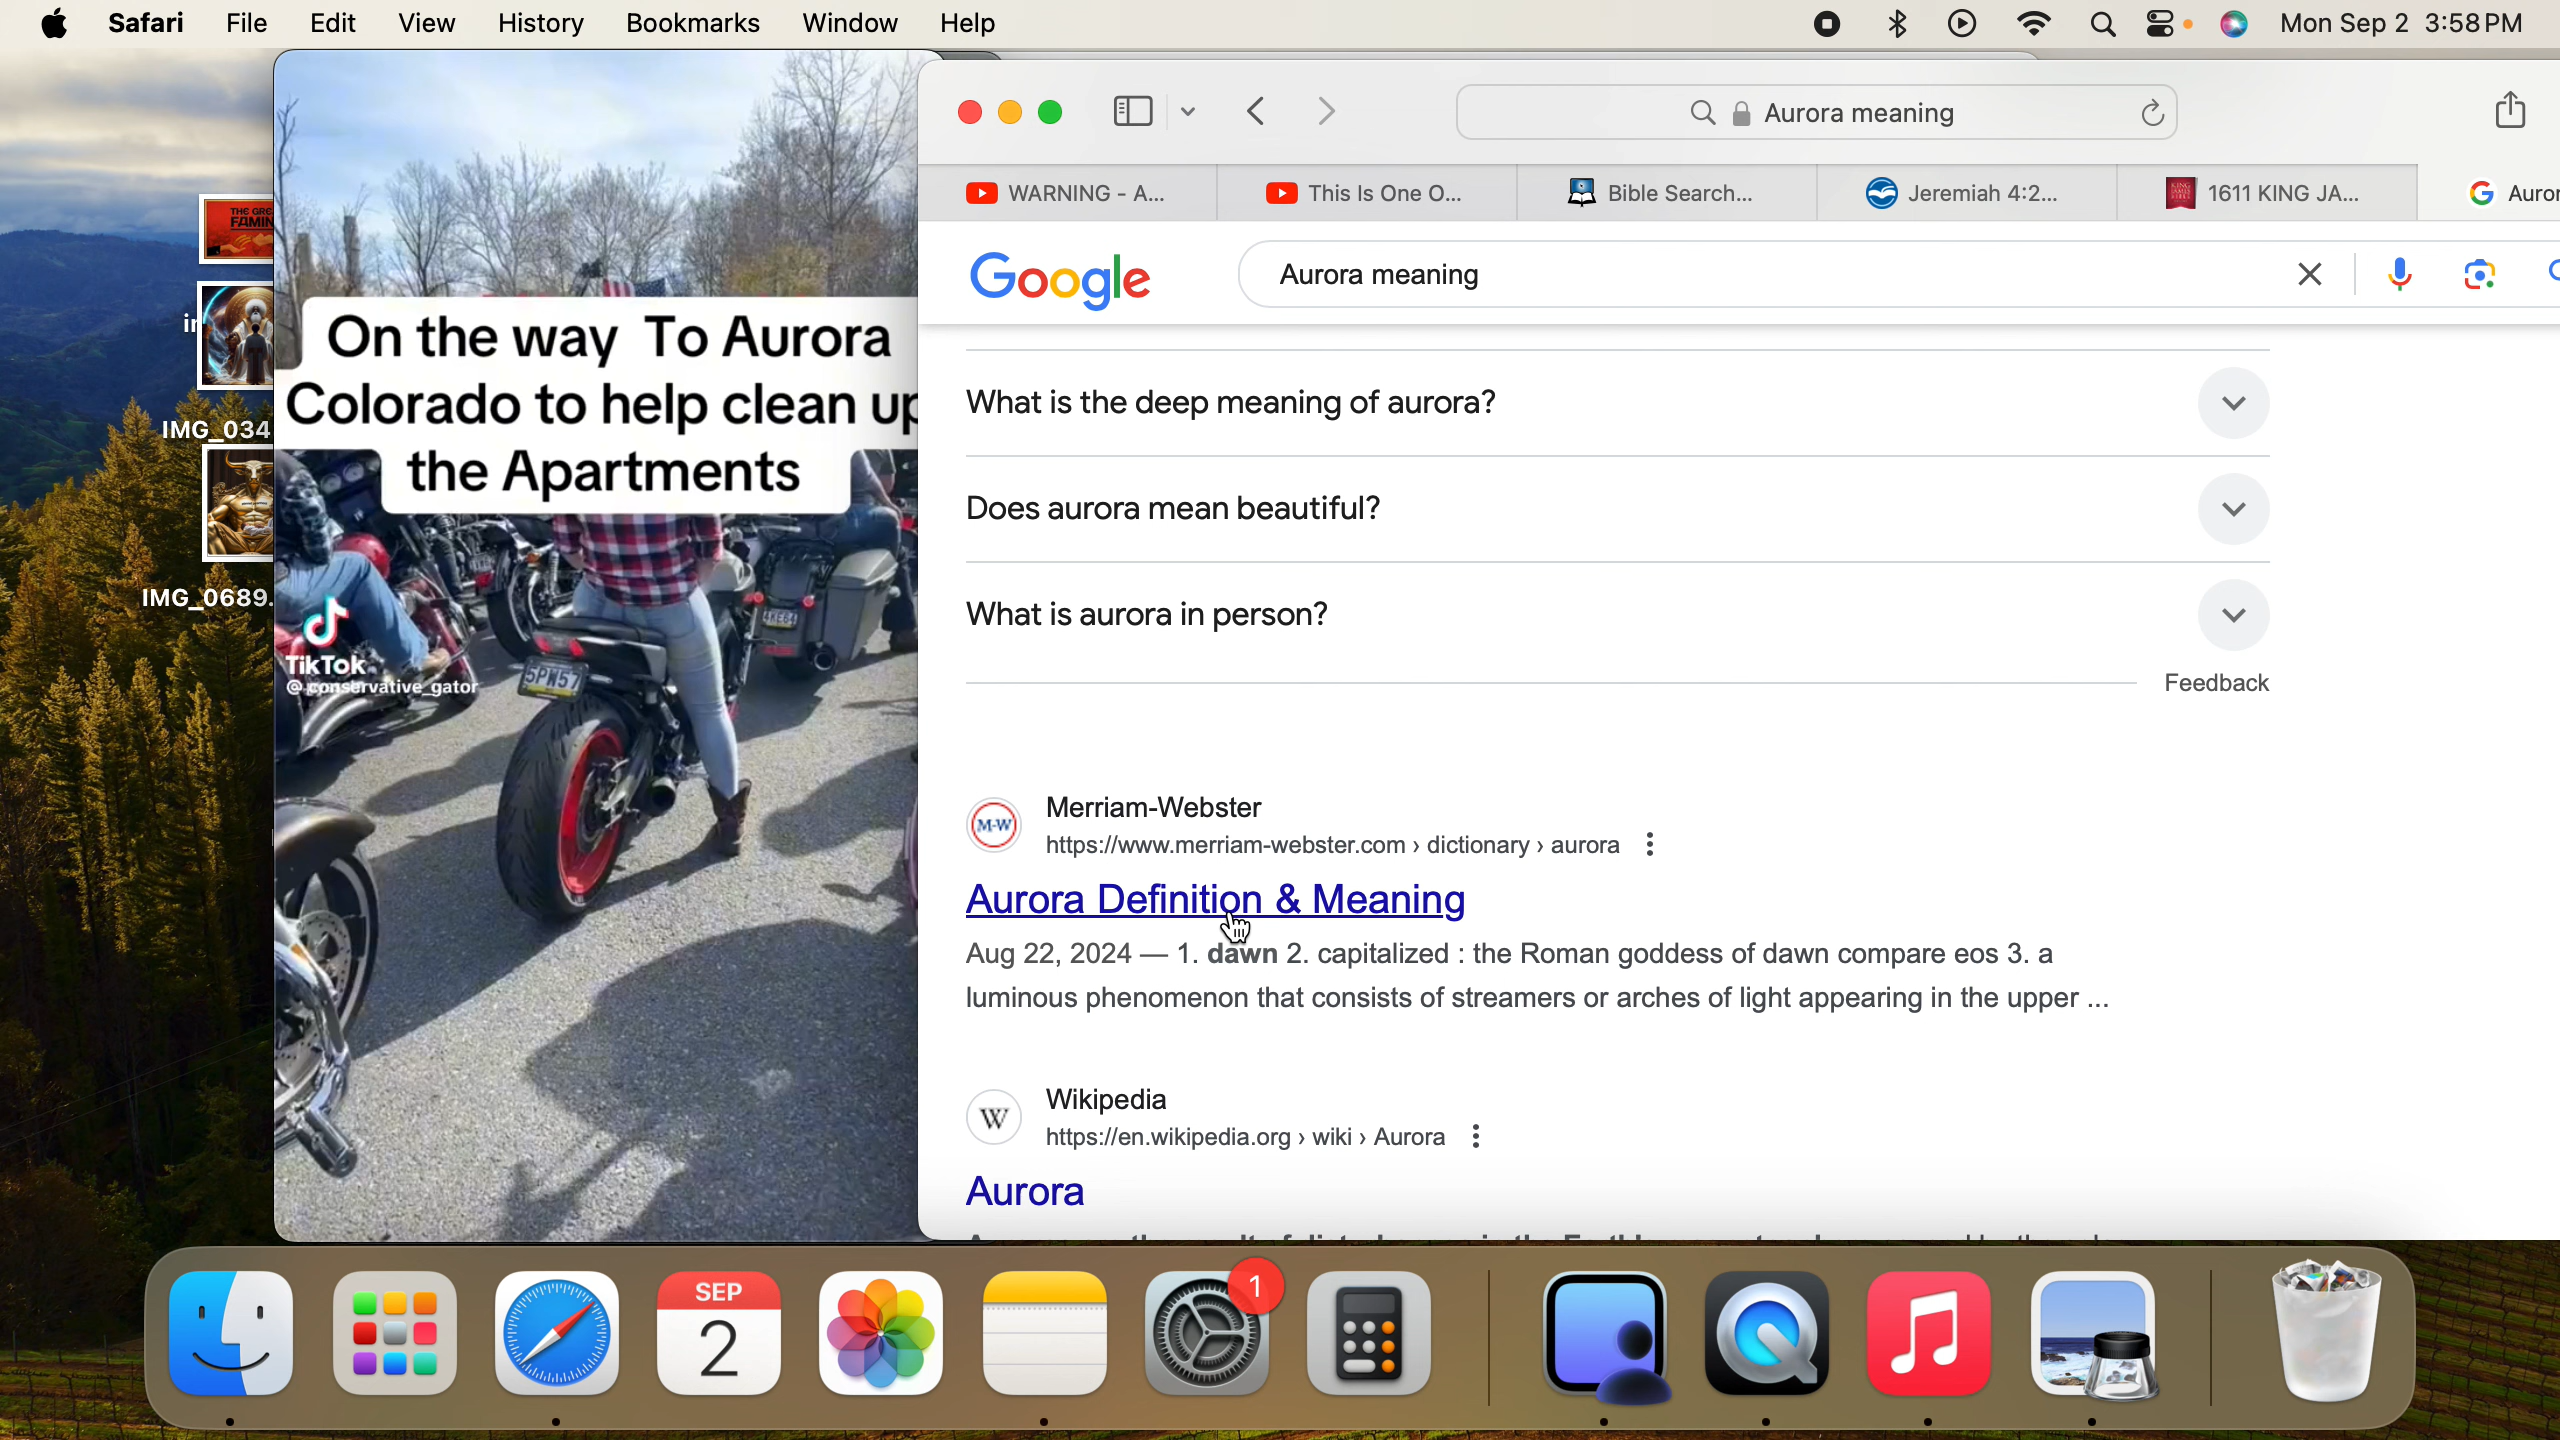 Safari File Edit View History Bookmarks Window Help Mon Sep 2 3:58 PM
Aurora meaning
WARNING - A... This Is One O... Bible Search... Jeremiah 4:2... 1611 KING JA... Auror
Google Aurora meaning
THE GRE
FAMIN
IMG_034
IMG_0689.
On the way To Aurora
Colorado to help clean up
the Apartments
5PW57
TikTok
@conservative_gator
What is the deep meaning of aurora?
Does aurora mean beautiful?
What is aurora in person?
Feedback
M-W
Merriam-Webster
https://www.merriam-webster.com › dictionary › aurora
Aurora Definition & Meaning
Aug 22, 2024 — 1. dawn 2. capitalized : the Roman goddess of dawn compare eos 3. a
luminous phenomenon that consists of streamers or arches of light appearing in the upper ...
W
Wikipedia
https://en.wikipedia.org › wiki › Aurora
Aurora
SEP
2
1